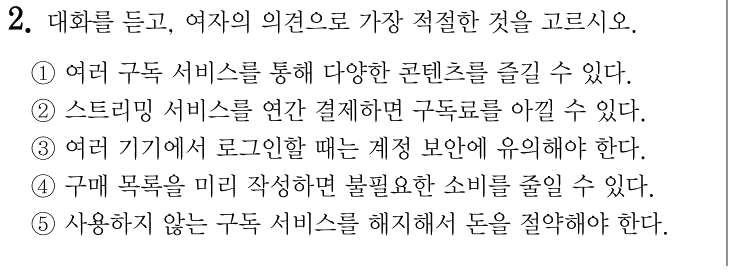 2. 대화를 듣고, 여자의 의견으로 가장 적절한 것을 고르시오.
① 여러 구독 서비스를 통해 다양한 콘텐츠를 즐길 수 있다.
② 스트리밍 서비스를 연간 결제하면 구독료를 아낄 수 있다.
③ 여러 기기에서 로그인할 때는 계정 보안에 유의해야 한다.
④ 구매 목록을 미리 작성하면 불필요한 소비를 줄일 수 있다.
⑤ 사용하지 않는 구독 서비스를 해지해서 돈을 절약해야 한다.